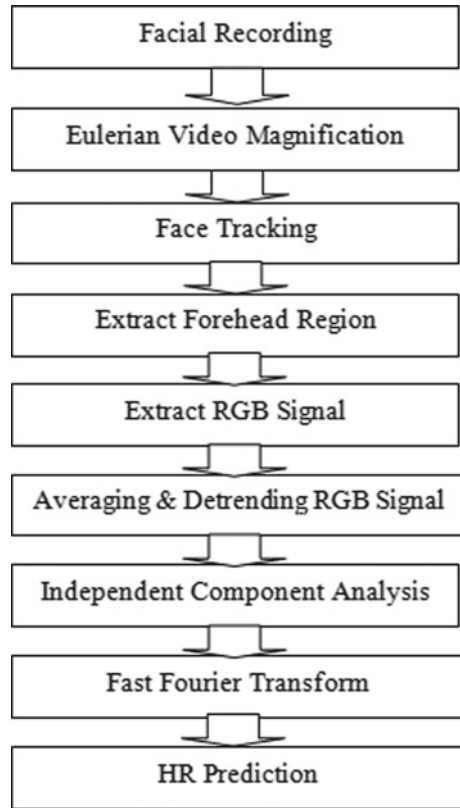 Facial Recording
Eulerian Video Magnification
Face Tracking
Extract Forehead Region
Extract RGB Signal
Averaging & Detrending RGB Signal
Independent Component Analysis
Fast Fourier Transform
HR Prediction